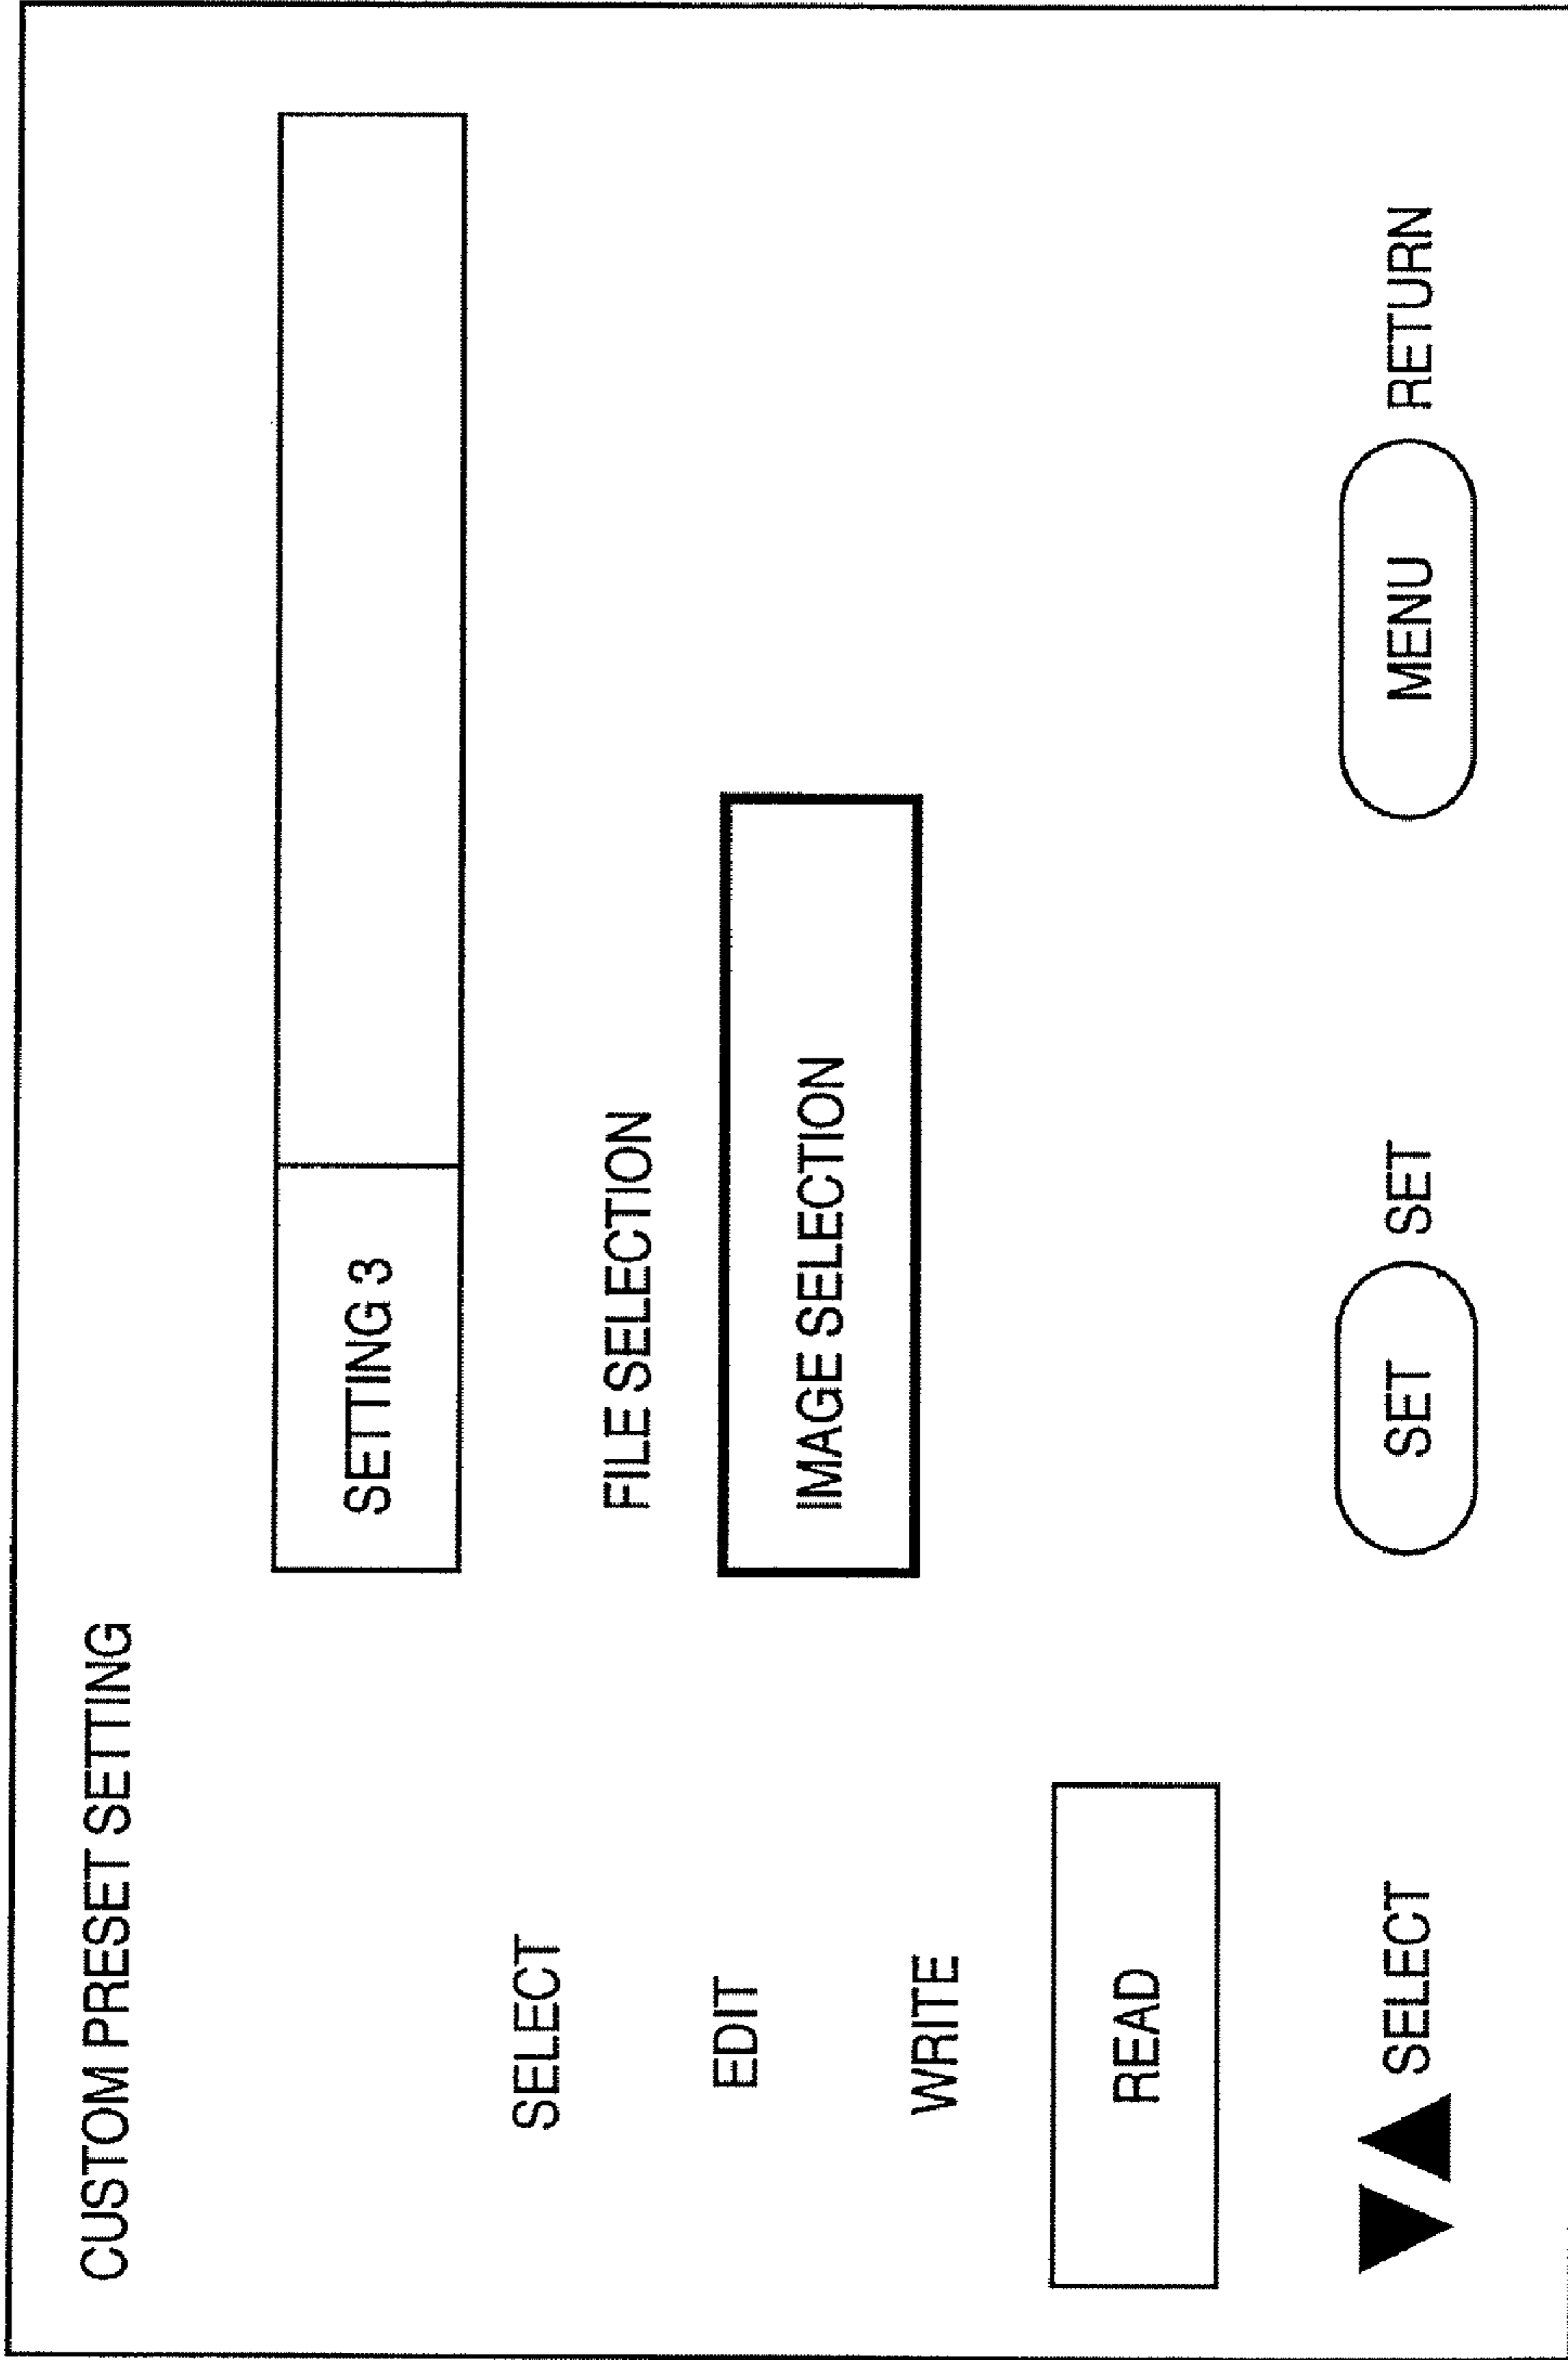 CUSTOM PRESET SETTING
SETTING 3
SELECT
FILE SELECTION
EDIT
IMAGE SELECTION
WRITE
READ
▼▲ SELECT SET SET MENU RETURN